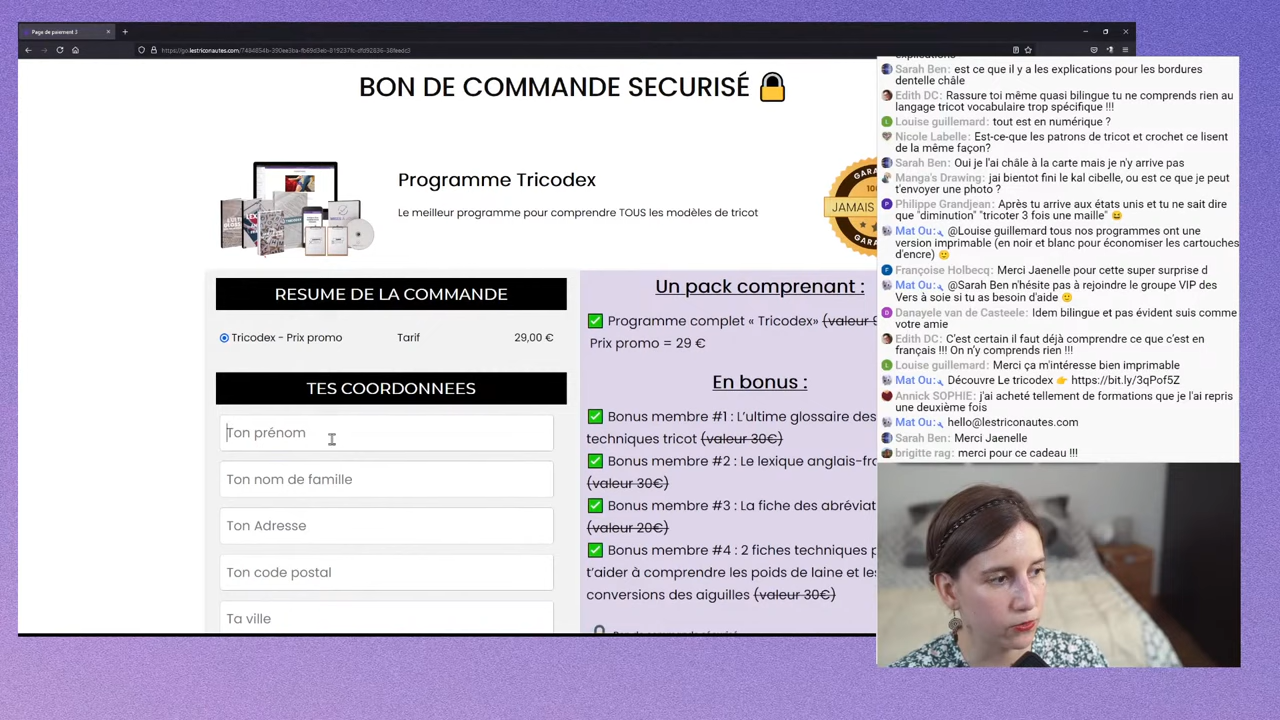 Page de paiement 3
BON DE COMMANDE SECURISÉ
Programme Tricodex
Le meilleur programme pour comprendre TOUS les modèles de tricot
GARA
100
JAMAIS
GARA
RESUME DE LA COMMANDE
Tricodex - Prix promo Tarif 29,00 €
TES COORDONNEES
Ton prénom
Ton nom de famille
Ton Adresse
Ton code postal
Ta ville
Un pack comprenant :
Programme complet « Tricodex» (valeur 9
Prix promo = 29 €
En bonus :
Bonus membre #1 : L’ultime glossaire des
techniques tricot (valeur 30€)
Bonus membre #2 : Le lexique anglais-fra
(valeur 30€)
Bonus membre #3 : La fiche des abréviat
(valeur 20€)
Bonus membre #4 : 2 fiches techniques p
t’aider à comprendre les poids de laine et les
conversions des aiguilles (valeur 30€)
explications
Sarah Ben: est ce que il y a les explications pour les bordures
dentelle châle
Edith DC: Rassure toi même quasi bilingue tu ne comprends rien au
langage tricot vocabulaire trop spécifique !!!
Louise guillemard: tout est en numérique ?
Nicole Labelle: Est-ce-que les patrons de tricot et crochet ce lisent
de la même façon?
Sarah Ben: Oui je l'ai châle à la carte mais je n'y arrive pas
Manga's Drawing: jai bientot fini le kal cibelle, ou est ce que je peut
t'envoyer une photo ?
Philippe Grandjean: Après tu arrive aux états unis et tu ne sait dire
que "diminution" "tricoter 3 fois une maille" 😆
Mat Ou: @Louise guillemard tous nos programmes ont une
version imprimable (en noir et blanc pour économiser les cartouches
d'encre) 🙂
Françoise Holbecq: Merci Jaenelle pour cette super surprise d
Mat Ou: @Sarah Ben n'hésite pas à rejoindre le groupe VIP des
Vers à soie si tu as besoin d'aide 🙂
Danayele van de Casteele: Idem bilingue et pas évident suis comme
votre amie
Edith DC: C'est certain il faut déjà comprendre ce que c'est en
français !!! On n'y comprends rien !!!
Louise guillemard: Merci ça m'intéresse bien imprimable
Mat Ou: Découvre Le tricodex 👉 https://bit.ly/3qPof5Z
Annick SOPHIE: j'ai acheté tellement de formations que je l'ai repris
une deuxième fois
Mat Ou: hello@lestriconautes.com
Sarah Ben: Merci Jaenelle
brigitte rag: merci pour ce cadeau !!!